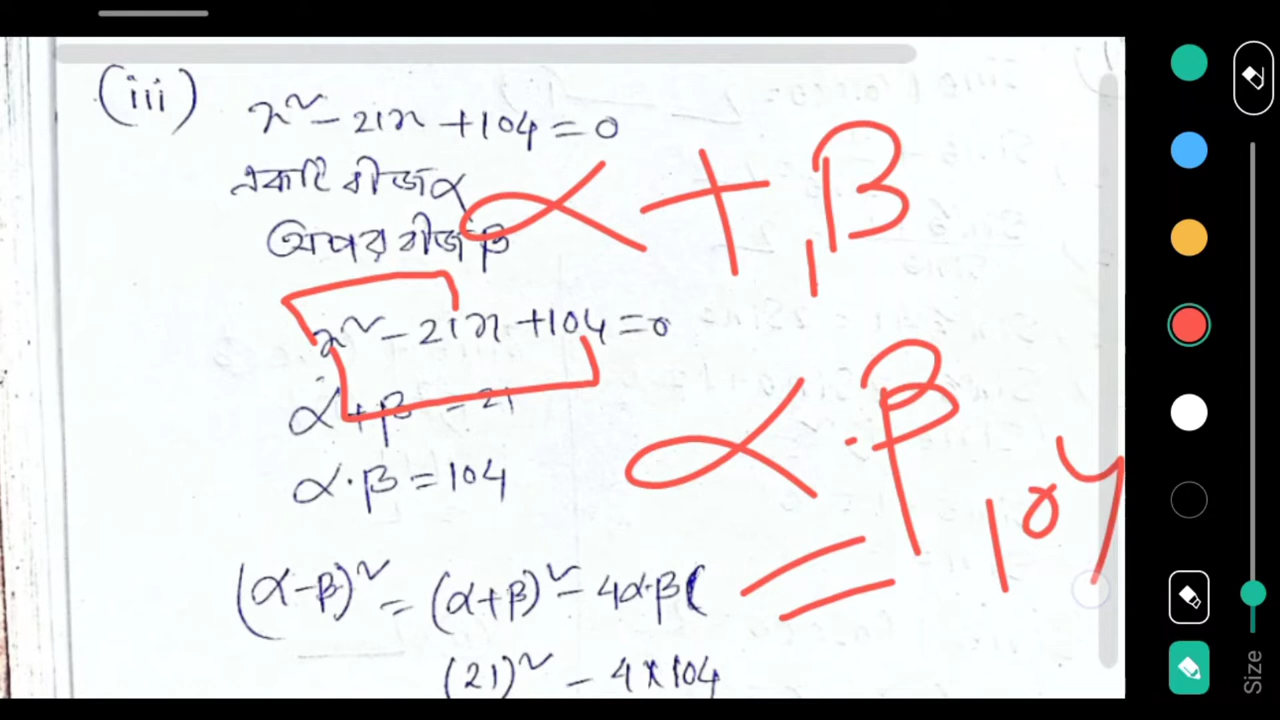 (iii) x² - 21x + 104 = 0
একটি বীজ α
অপর বীজ β
x² - 21x + 104 = 0
α + β = 21
α·β = 104
(α-β)² = (α+β)² - 4α·β
(21)² - 4×104
α + β
α·β
= 104
Size